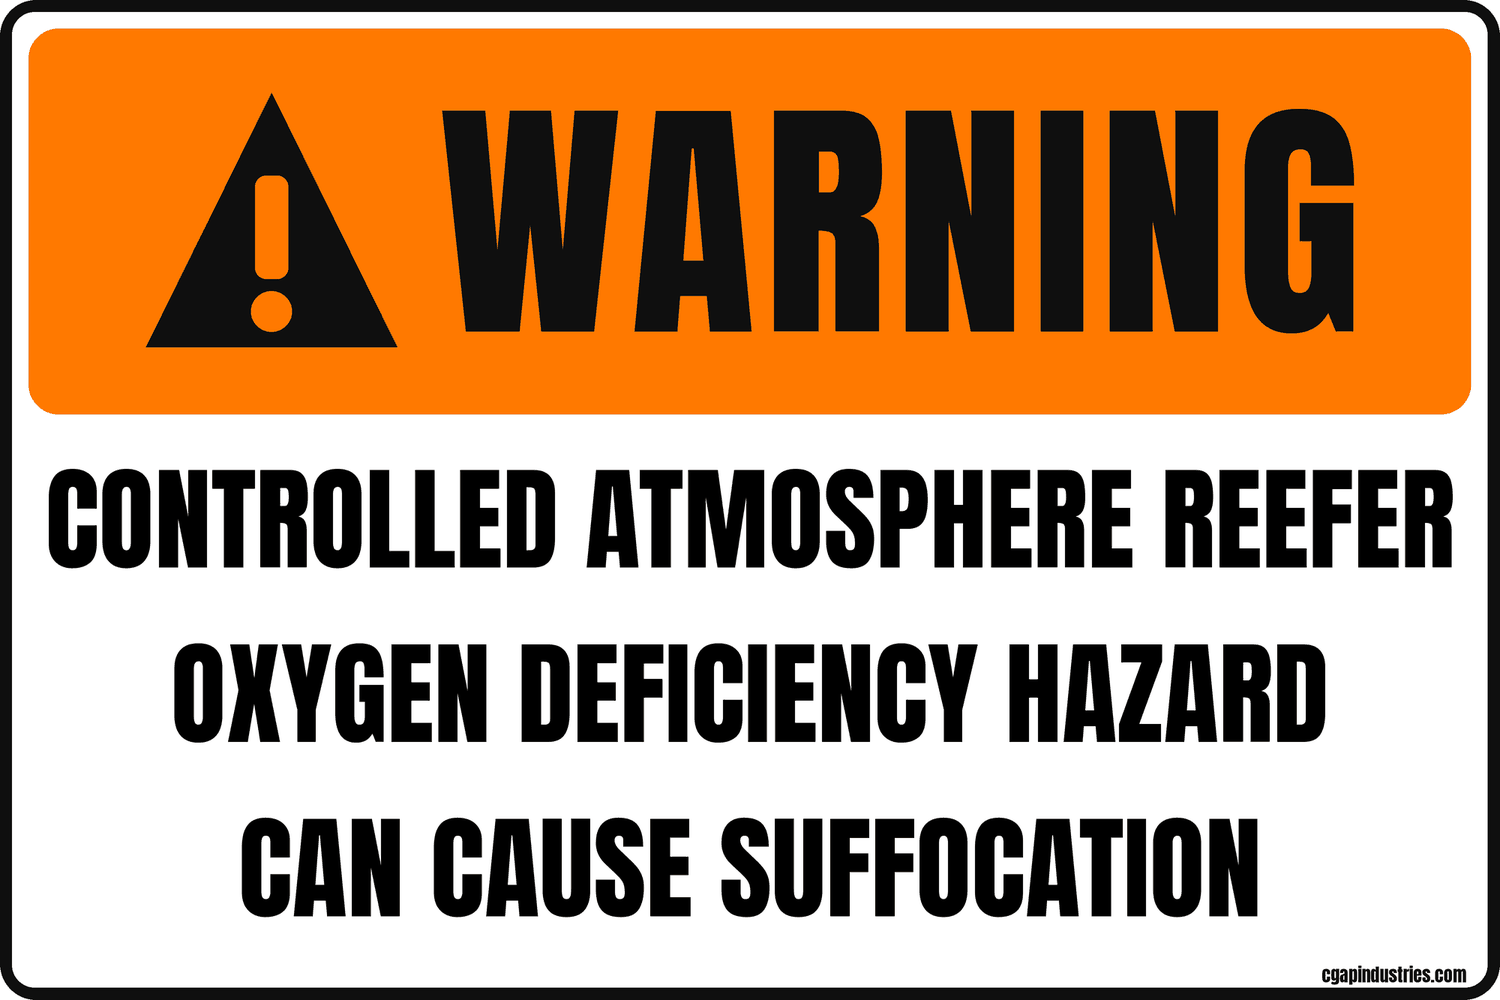 WARNING
CONTROLLED ATMOSPHERE REEFER
OXYGEN DEFICIENCY HAZARD
CAN CAUSE SUFFOCATION
cgapindustries.com